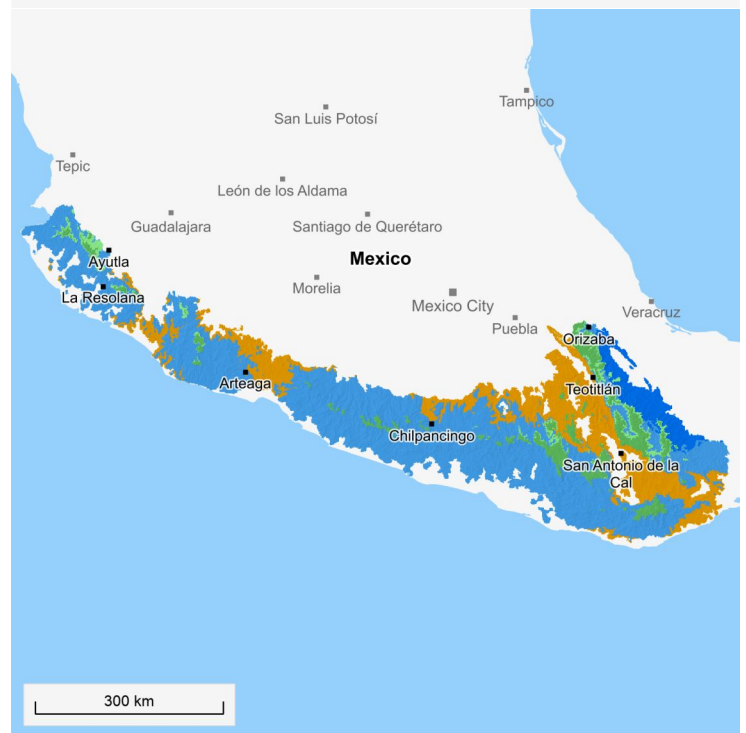 Tampico
San Luis Potosí
Tepic
León de los Aldama
Guadalajara
Santiago de Querétaro
Ayutla
Mexico
La Resolana
Morelia
Mexico City
Veracruz
Puebla
Orizaba
Arteaga
Teotitlán
Chilpancingo
San Antonio de la
Cal
300 km